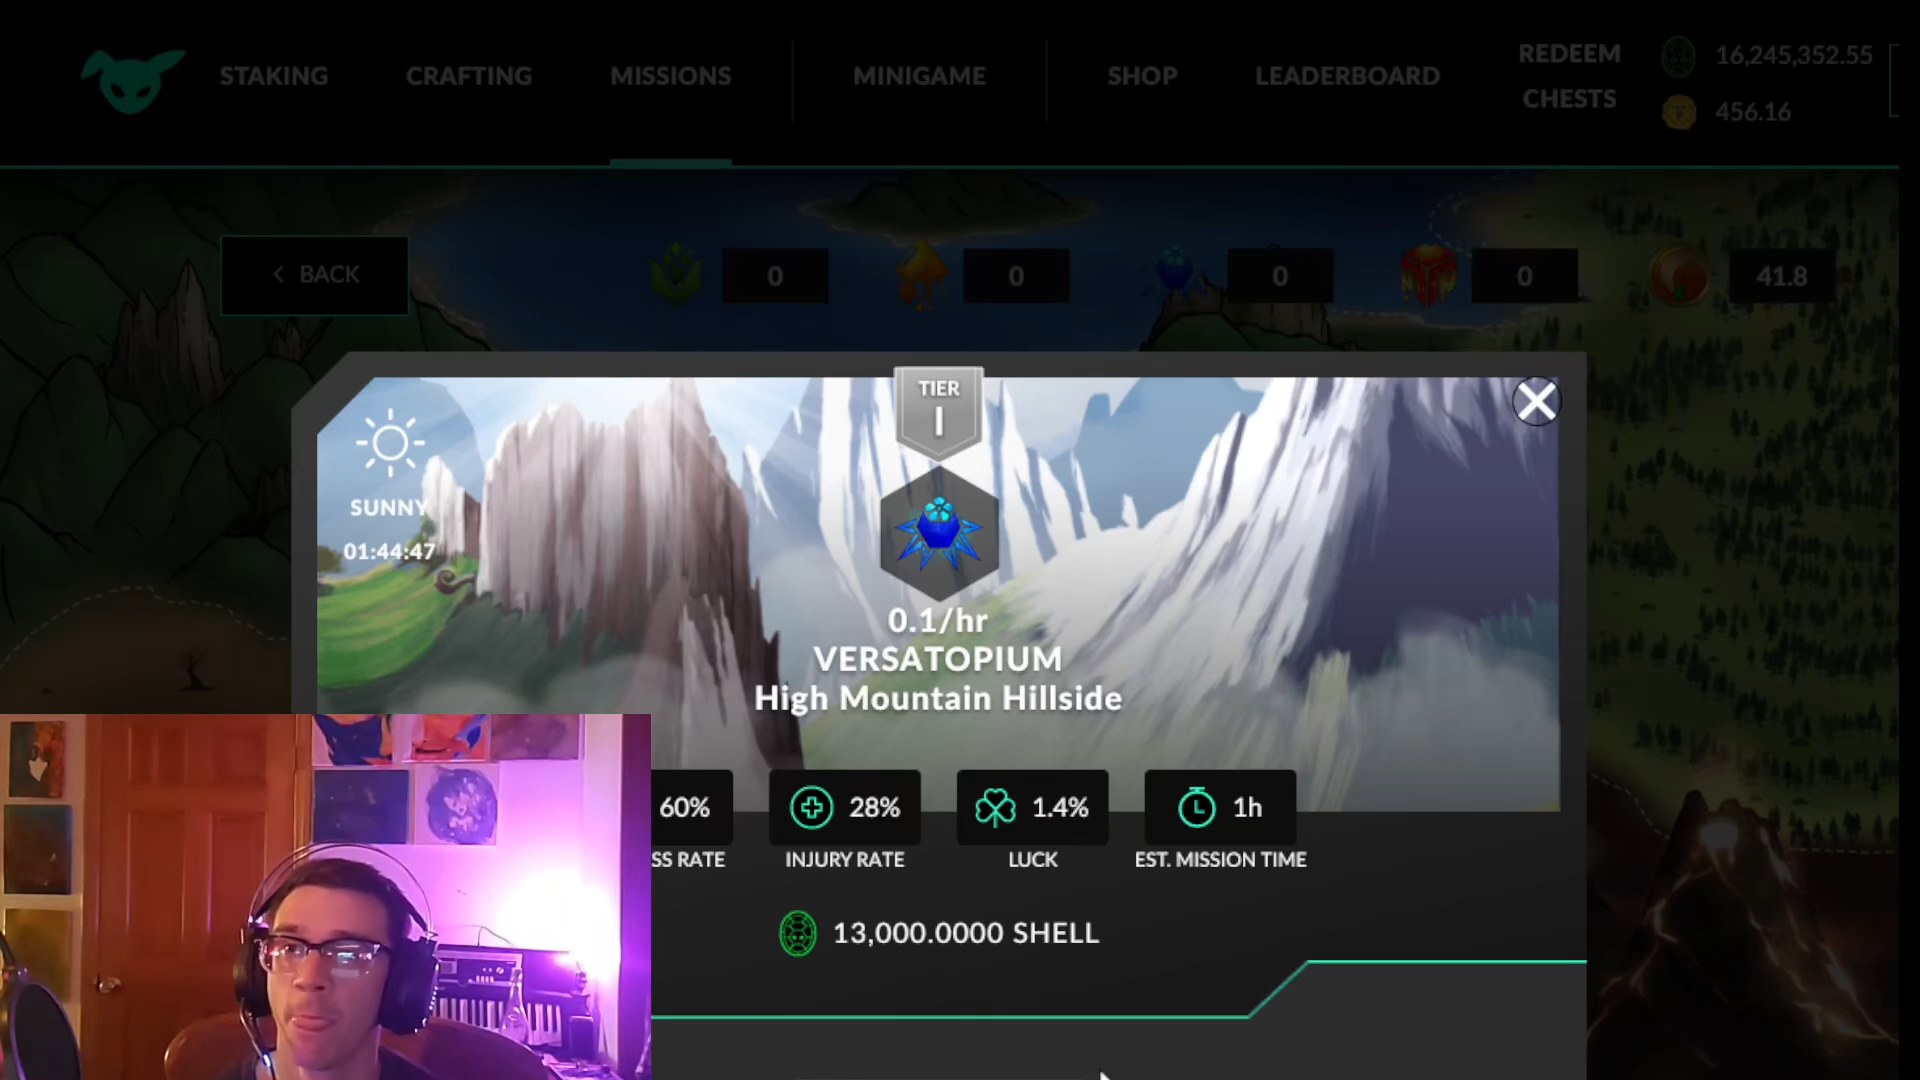 STAKING
CRAFTING
MISSIONS
MINIGAME
SHOP
LEADERBOARD
REDEEM
CHESTS
16,245,352.55
456.16
< BACK
0
0
0
0
41.8
TIER
I
SUNNY
01:44:47
0.1/hr
VERSATOPIUM
High Mountain Hillside
60%
28%
1.4%
1h
SS RATE
INJURY RATE
LUCK
EST. MISSION TIME
13,000.0000 SHELL